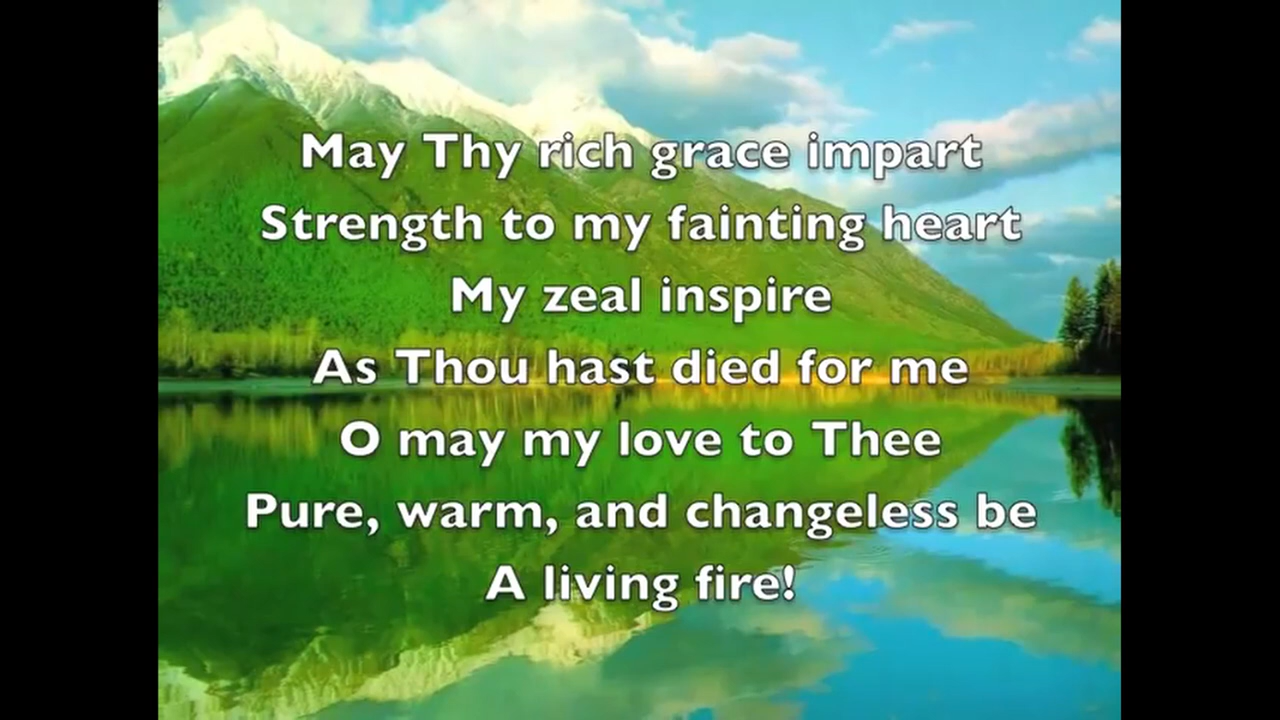 May Thy rich grace impart
Strength to my fainting heart
My zeal inspire
As Thou hast died for me
O may my love to Thee
Pure, warm, and changeless be
A living fire!